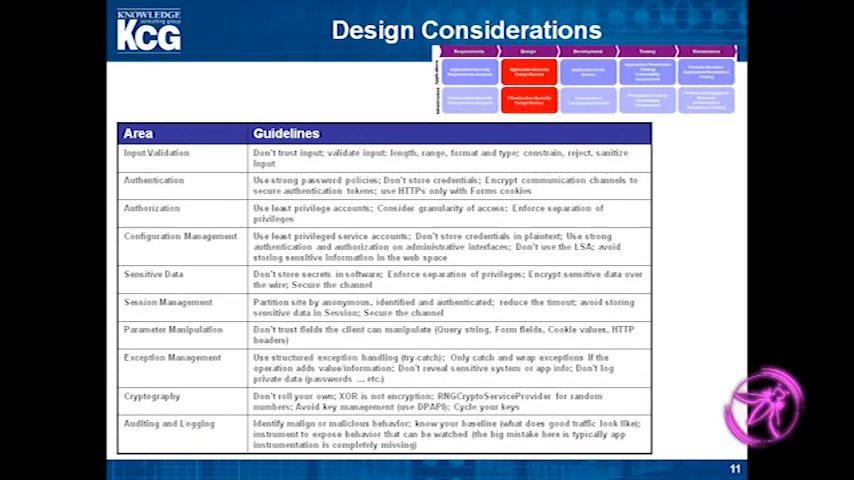 KNOWLEDGE
consulting group
KCG
Design Considerations
Requirements
Design
Development
Testing
Maintenance
Application Security
Design Review
Infrastructure Security
Design Review
Area
Guidelines
Input Validation
Don't trust input; validate input: length, range, format and type; constrain, reject, sanitize
input
Authentication
Use strong password policies; Don't store credentials; Encrypt communication channels to
secure authentication tokens; use HTTPs only with Forms cookies
Authorization
Use least privilege accounts; Consider granularity of access; Enforce separation of
privileges
Configuration Management
Use least privileged service accounts; Don't store credentials in plaintext; Use strong
authentication and authorization on administrative interfaces; Don't use the LSA; avoid
storing sensitive information in the web space
Sensitive Data
Don't store secrets in software; Enforce separation of privileges; Encrypt sensitive data over
the wire; Secure the channel
Session Management
Partition site by anonymous, identified and authenticated; reduce the timeout; avoid storing
sensitive data in Session; Secure the channel
Parameter Manipulation
Don't trust fields the client can manipulate (Query string, Form fields, Cookie values, HTTP
headers)
Exception Management
Use structured exception handling (try-catch); Only catch and wrap exceptions if the
operation adds value/information; Don't reveal sensitive system or app info; Don't log
private data (passwords ... etc.)
Cryptography
Don't roll your own; XOR is not encryption; RNGCryptoServiceProvider for random
numbers; Avoid key management (use DPAPI); Cycle your keys
Auditing and Logging
Identify malign or malicious behavior; know your baseline (what does good traffic look like);
instrument to expose behavior that can be watched (the big mistake here is typically app
instrumentation is completely missing)
11